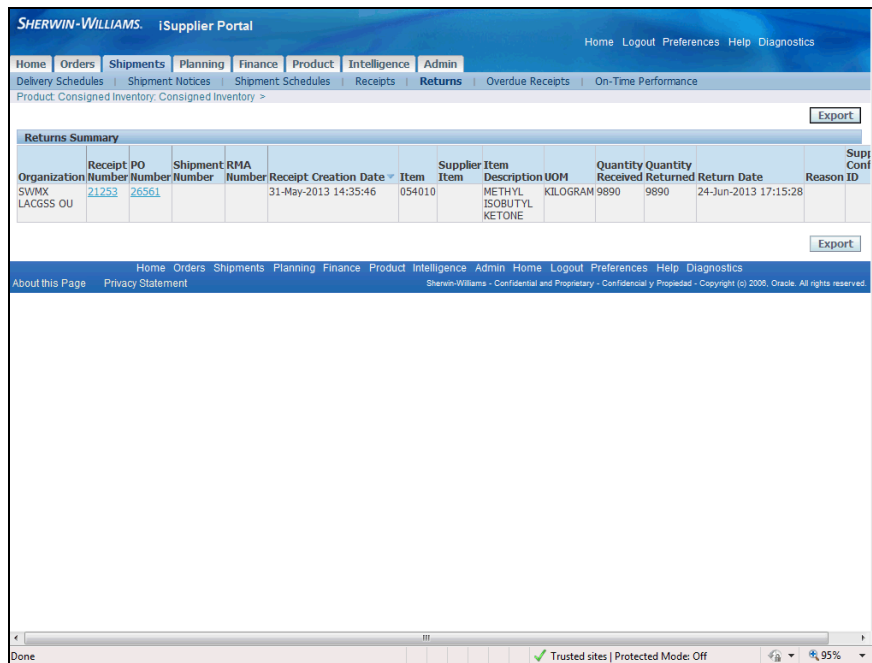 SHERWIN-WILLIAMS. iSupplier Portal
Home Logout Preferences Help Diagnostics
Home Orders Shipments Planning Finance Product Intelligence Admin
Delivery Schedules | Shipment Notices | Shipment Schedules | Receipts | Returns | Overdue Receipts | On-Time Performance
Product: Consigned Inventory: Consigned Inventory >
Export
Returns Summary
Supp
Receipt PO Shipment RMA Supplier Item Quantity Quantity Conf
Organization Number Number Number Number Receipt Creation Date Item Item Description UOM Received Returned Return Date Reason ID
SWMX 21253 26561 31-May-2013 14:35:46 054010 METHYL KILOGRAM 9890 9890 24-Jun-2013 17:15:28
LACGSS OU ISOBUTYL
KETONE
Export
Home Orders Shipments Planning Finance Product Intelligence Admin Home Logout Preferences Help Diagnostics
About this Page Privacy Statement Sherwin-Williams - Confidential and Proprietary - Confidencial y Propiedad - Copyright (c) 2006, Oracle. All rights reserved.
Done Trusted sites | Protected Mode: Off 95%